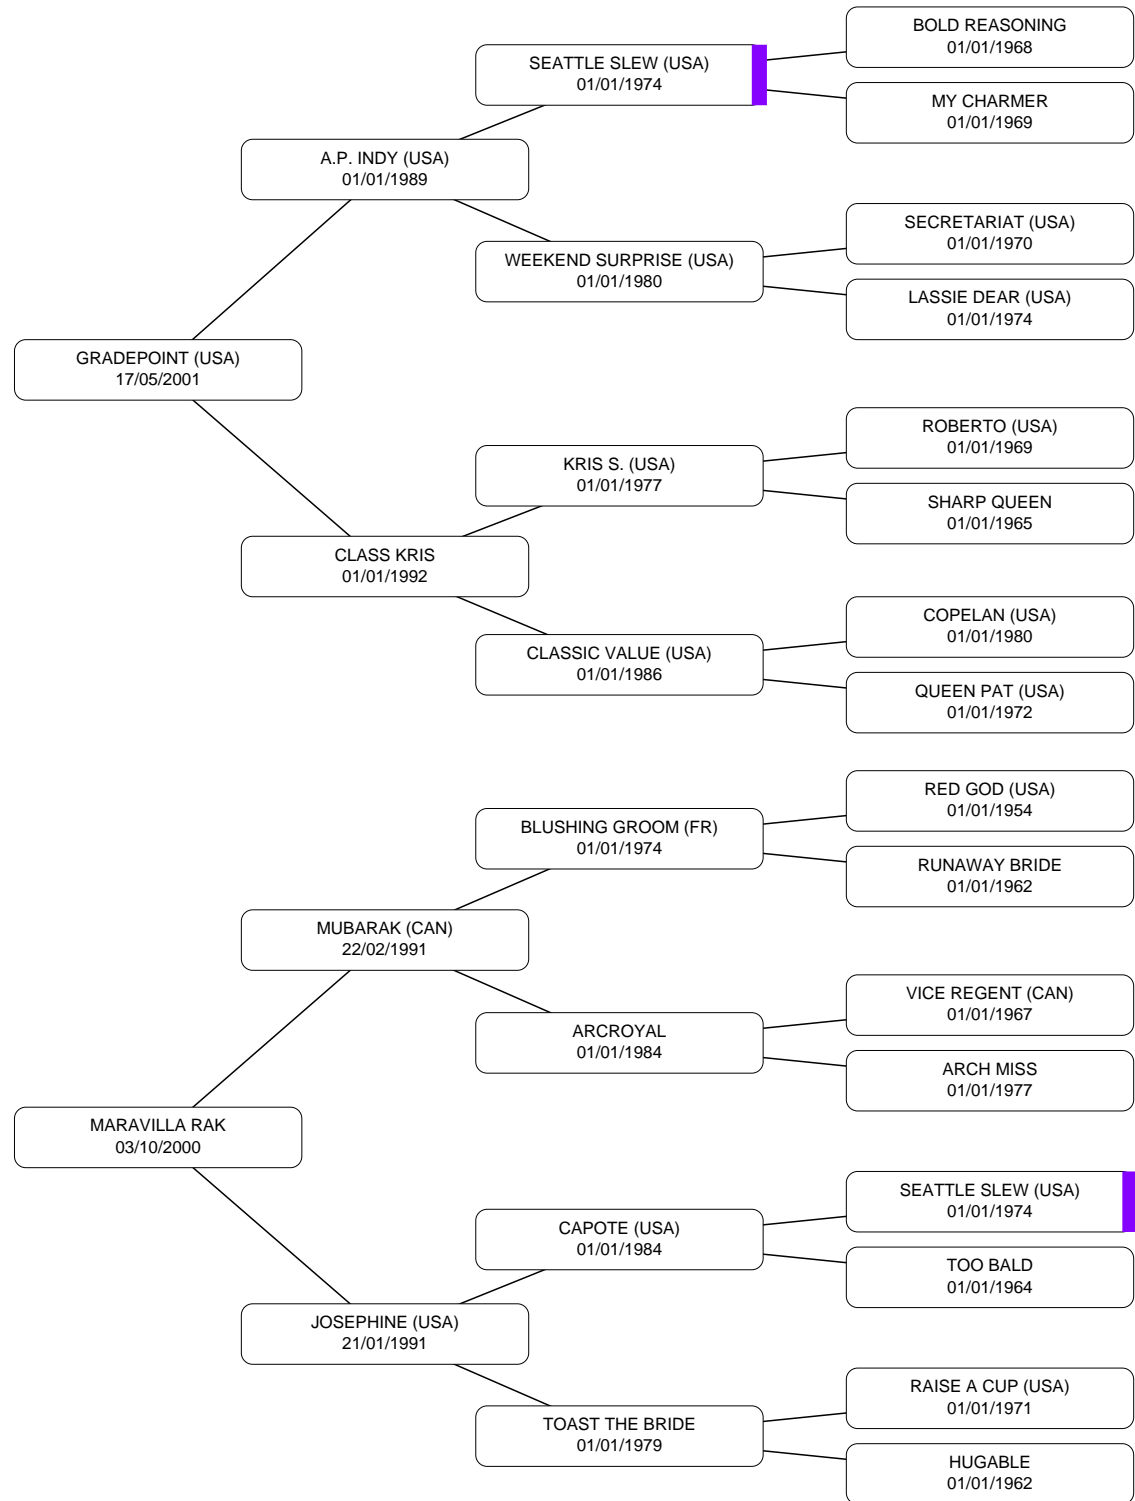 BOLD REASONING
01/01/1968
SEATTLE SLEW (USA)
01/01/1974
MY CHARMER
01/01/1969
A.P. INDY (USA)
01/01/1989
SECRETARIAT (USA)
01/01/1970
WEEKEND SURPRISE (USA)
01/01/1980
LASSIE DEAR (USA)
01/01/1974
GRADEPOINT (USA)
17/05/2001
ROBERTO (USA)
01/01/1969
KRIS S. (USA)
01/01/1977
SHARP QUEEN
01/01/1965
CLASS KRIS
01/01/1992
COPELAN (USA)
01/01/1980
CLASSIC VALUE (USA)
01/01/1986
QUEEN PAT (USA)
01/01/1972
RED GOD (USA)
01/01/1954
BLUSHING GROOM (FR)
01/01/1974
RUNAWAY BRIDE
01/01/1962
MUBARAK (CAN)
22/02/1991
VICE REGENT (CAN)
01/01/1967
ARCROYAL
01/01/1984
ARCH MISS
01/01/1977
MARAVILLA RAK
03/10/2000
SEATTLE SLEW (USA)
01/01/1974
CAPOTE (USA)
01/01/1984
TOO BALD
01/01/1964
JOSEPHINE (USA)
21/01/1991
RAISE A CUP (USA)
01/01/1971
TOAST THE BRIDE
01/01/1979
HUGABLE
01/01/1962